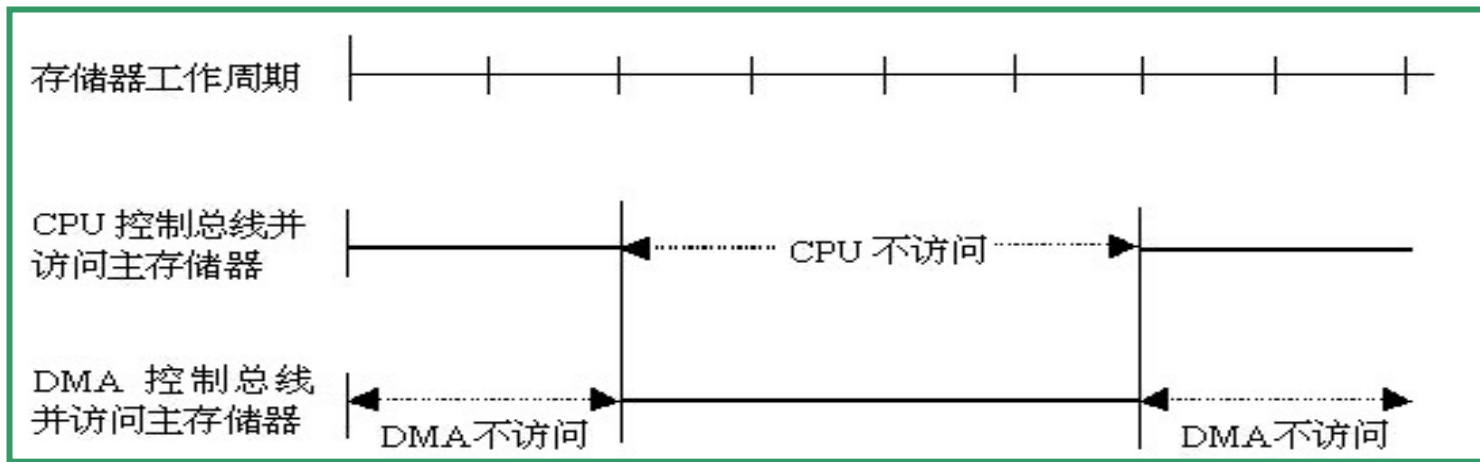 存储器工作周期
CPU 控制总线并
访问主存储器
CPU 不访问
DMA 控制总线
并访问主存储器
DMA不访问
DMA不访问